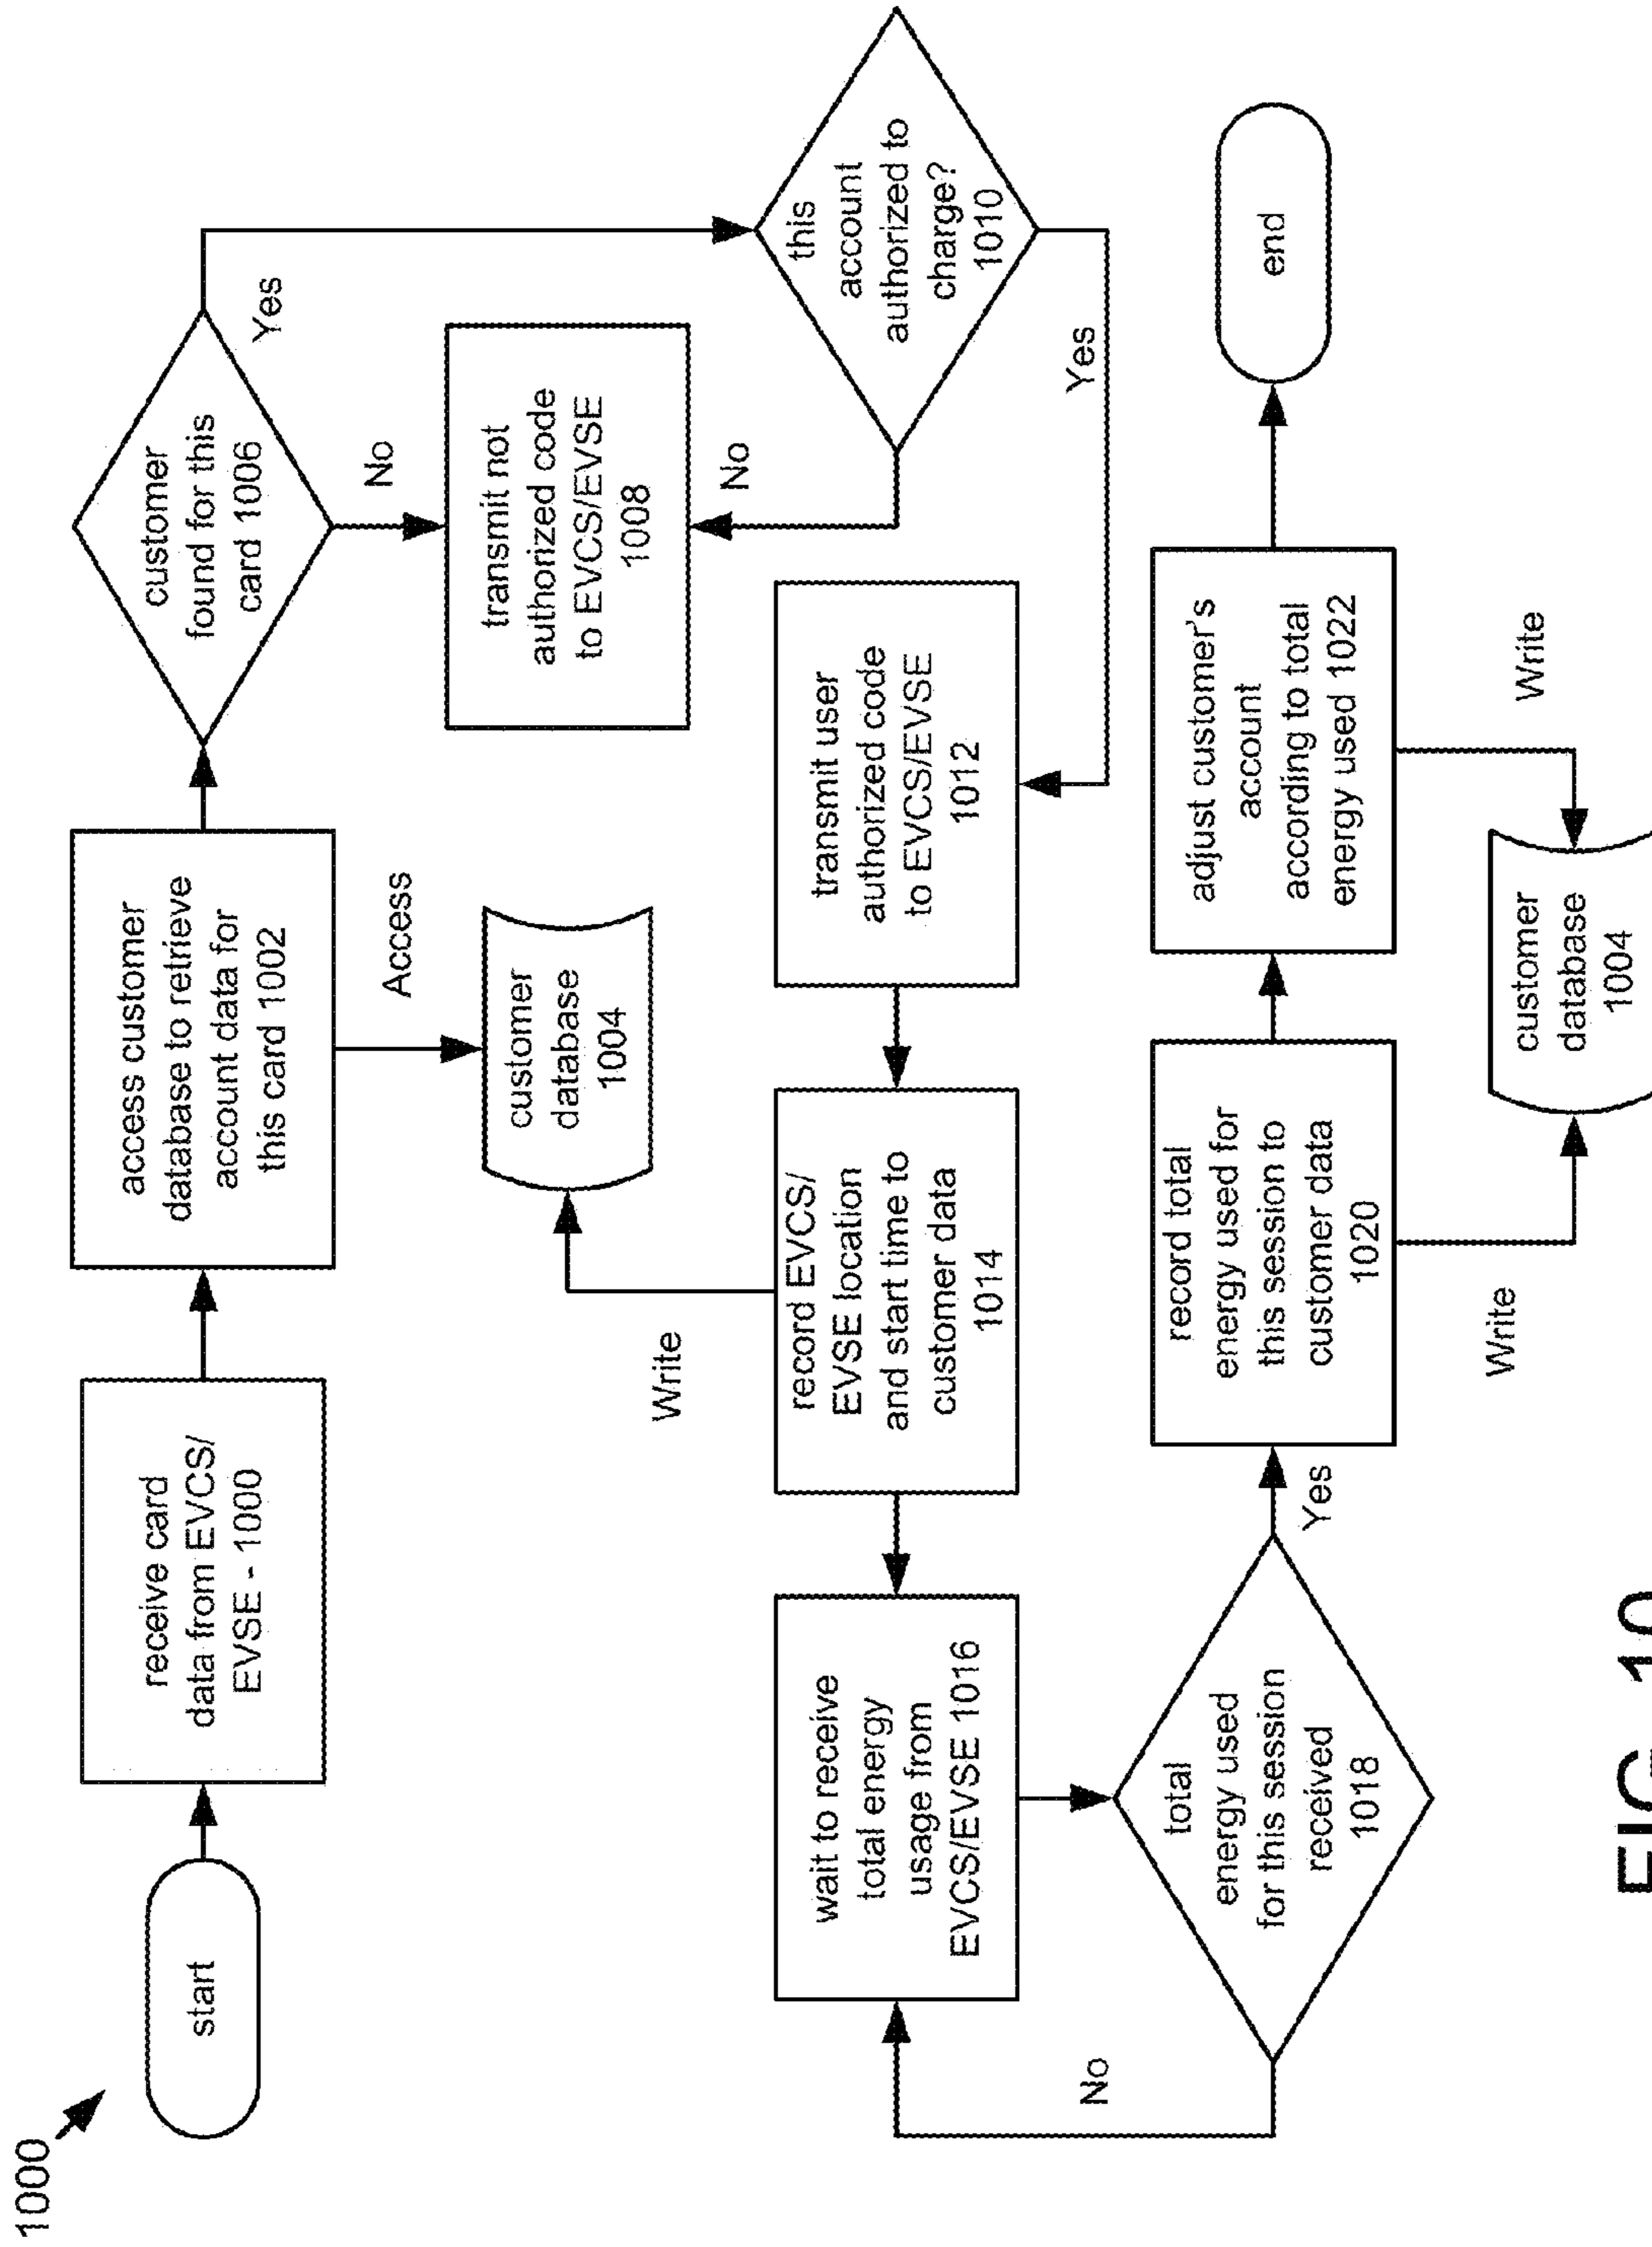 1000
start
receive card
data from EVCS/
EVSE - 1000
access customer
database to retrieve
account data for
this card 1002
Access
customer
database
1004
customer
found for this
card 1006
Yes
No
transmit not
authorized code
to EVCS/EVSE
1008
No
this
account
authorized to
charge?
1010
Yes
transmit user
authorized code
to EVCS/EVSE
1012
record EVCS/
EVSE location
and start time to
customer data
1014
Write
wait to receive
total energy
usage from
EVCS/EVSE 1016
total
energy used
for this session
received
1018
No
Yes
record total
energy used for
this session to
customer data
1020
Write
adjust customer's
account
according to total
energy used 1022
Write
customer
database
1004
end
FIG. 10